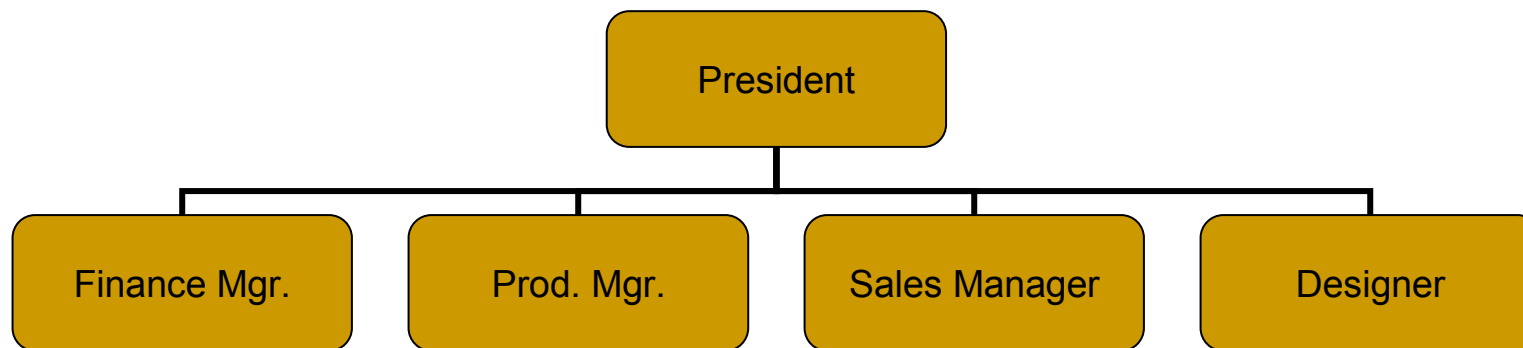 President
Finance Mgr.
Prod. Mgr.
Sales Manager
Designer